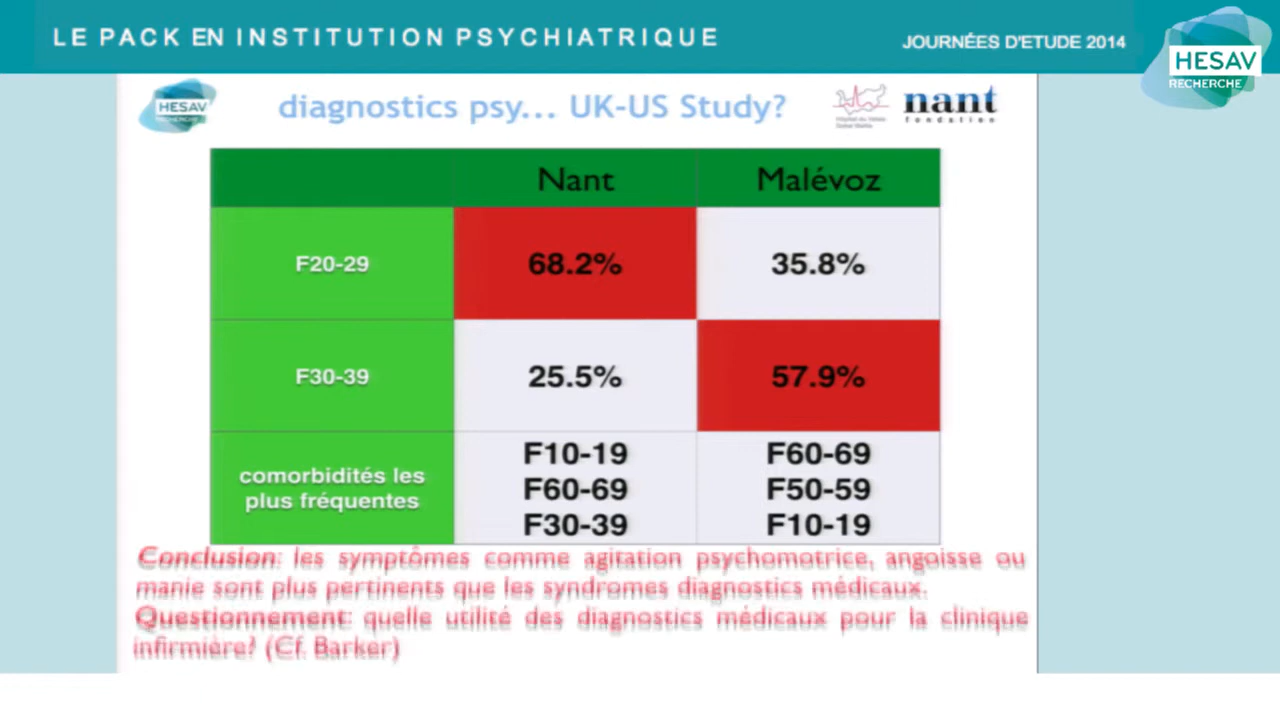 LE PACK EN INSTITUTION PSYCHIATRIQUE
JOURNÉES D'ETUDE 2014
HESAV
RECHERCHE
HESAV
RECHERCHE
diagnostics psy... UK-US Study?
nant
fondation
Nant
Malévoz
F20-29
68.2%
35.8%
F30-39
25.5%
57.9%
comorbidités les
plus fréquentes
F10-19
F60-69
F30-39
F60-69
F50-59
F10-19
Conclusion: les symptômes comme agitation psychomotrice, angoisse ou
manie sont plus pertinents que les syndromes diagnostics médicaux.
Questionnement: quelle utilité des diagnostics médicaux pour la clinique
infirmière? (Cf. Barker)